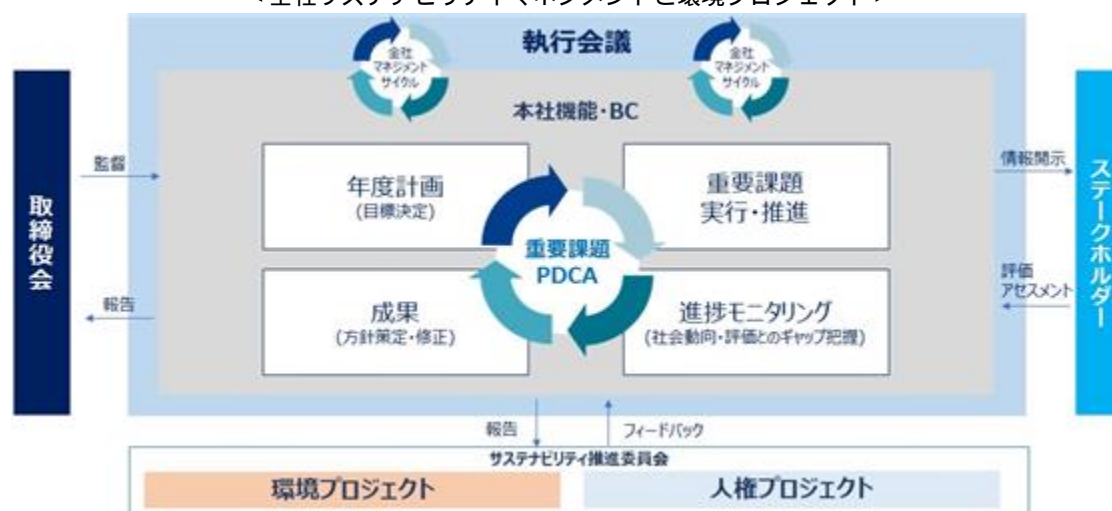 執行会議
全社
マネジメント
サイクル
全社
マネジメント
サイクル
本社機能・BC
取締役会
監督
報告
年度計画
(目標決定)
重要課題
実行・推進
重要課題
PDCA
成果
(方針策定・修正)
進捗モニタリング
(社会動向・評価とのギャップ把握)
情報開示
評価
アセスメント
ステークホルダー
報告
フィードバック
サステナビリティ推進委員会
環境プロジェクト
人権プロジェクト